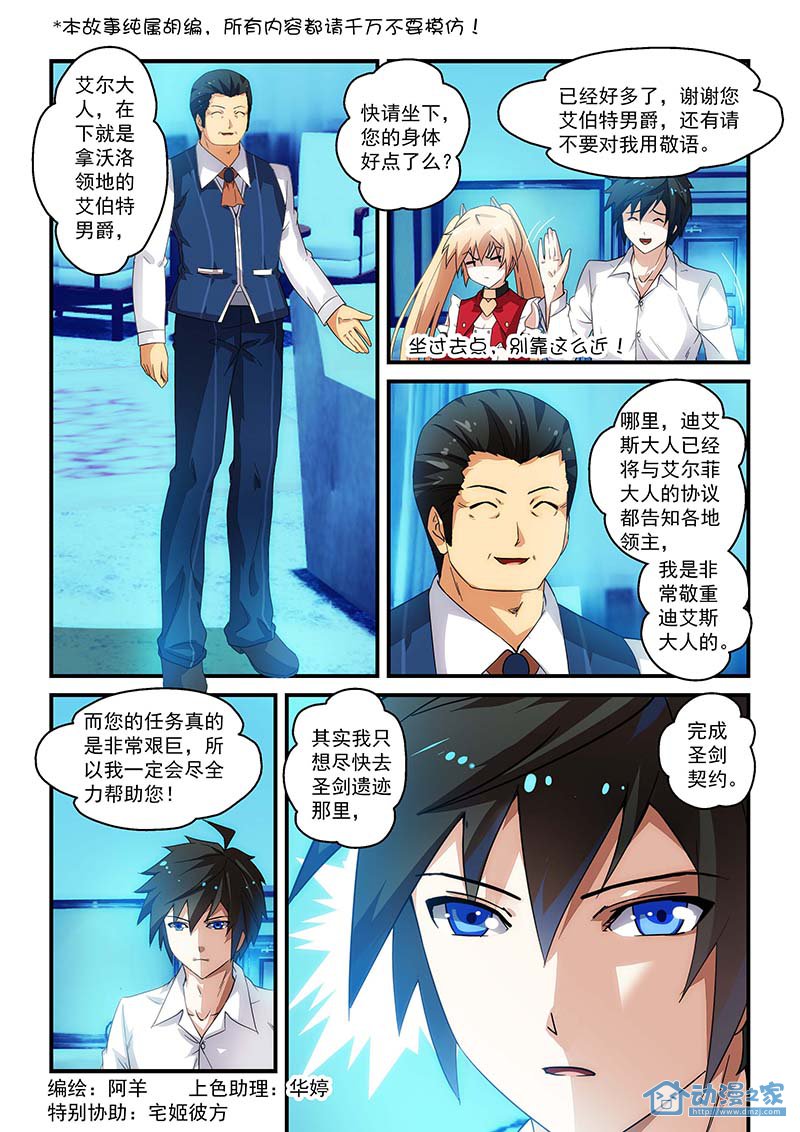 *本故事纯属胡编，所有内容都请千万不要模仿！
艾尔大
人，在
下就是
拿沃洛
领地的
艾伯特
男爵，
快请坐下，
您的身体
好点了么？
已经好多了，谢谢您
艾伯特男爵，还有请
不要对我用敬语。
坐过去点，别靠这么近！
哪里，迪艾
斯大人已经
将与艾尔菲
大人的协议
都告知各地
领主，
我是非
常敬重
迪艾斯
大人的。
而您的任务真的
是非常艰巨，所
以我一定会尽全
力帮助您！
其实我只
想尽快去
圣剑遗迹
那里，
完成
圣剑
契约。
编绘：阿羊 上色助理：华婷
特别协助：宅姬彼方
动漫之家
http://www.dmzj.com